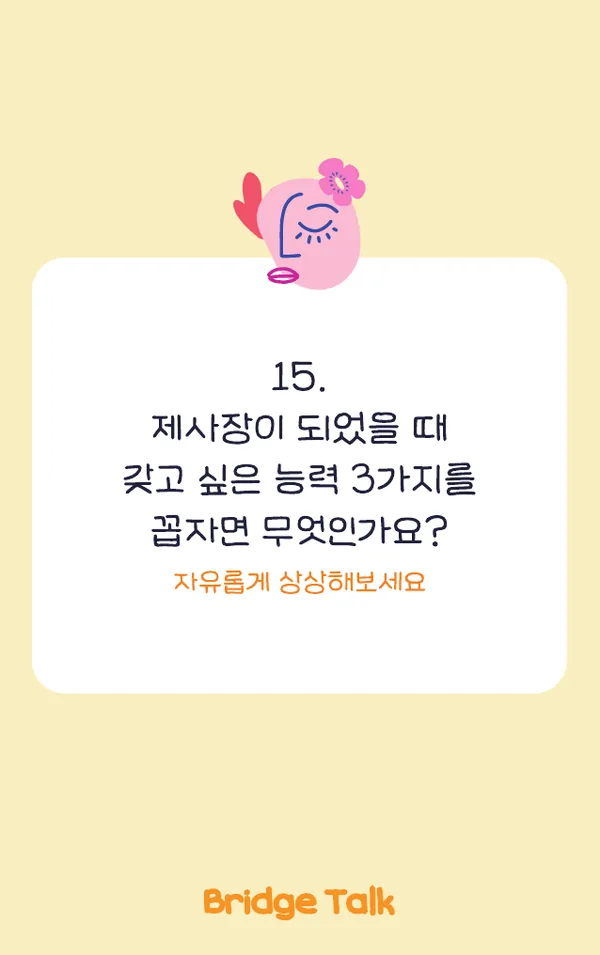 15.
제사장이 되었을 때
갖고 싶은 능력 3가지를
꼽자면 무엇인가요?
자유롭게 상상해보세요
Bridge Talk